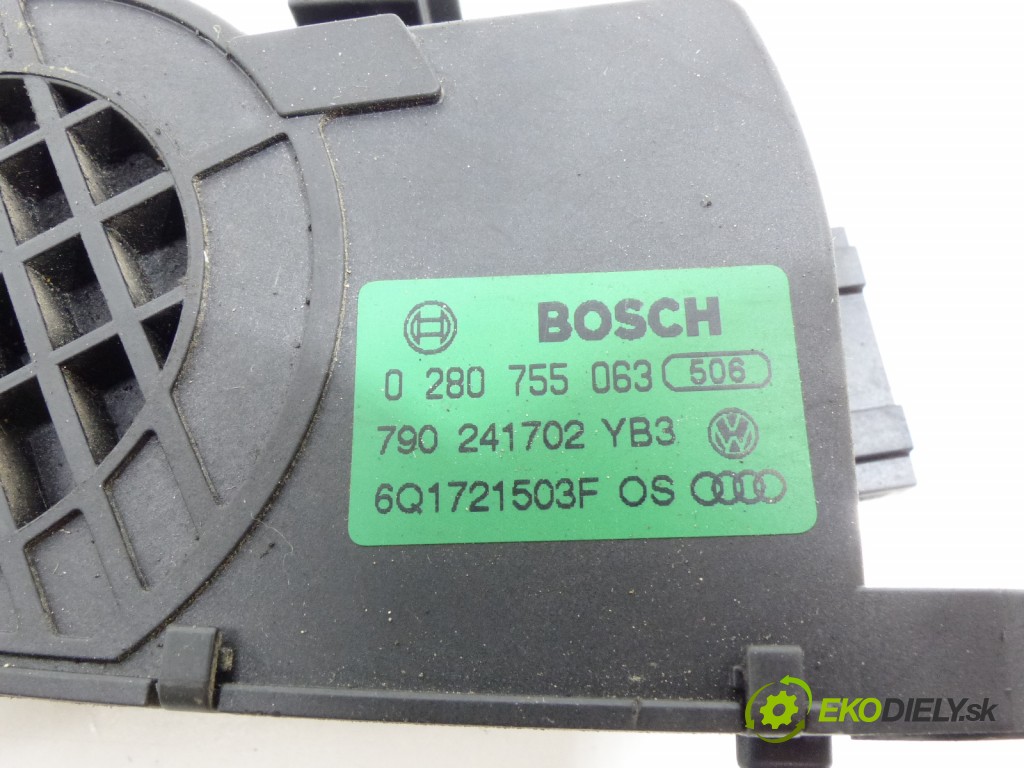 BOSCH
0 280 755 063 506
790 241702 YB3
6Q1721503F OS
EKODIELY.sk